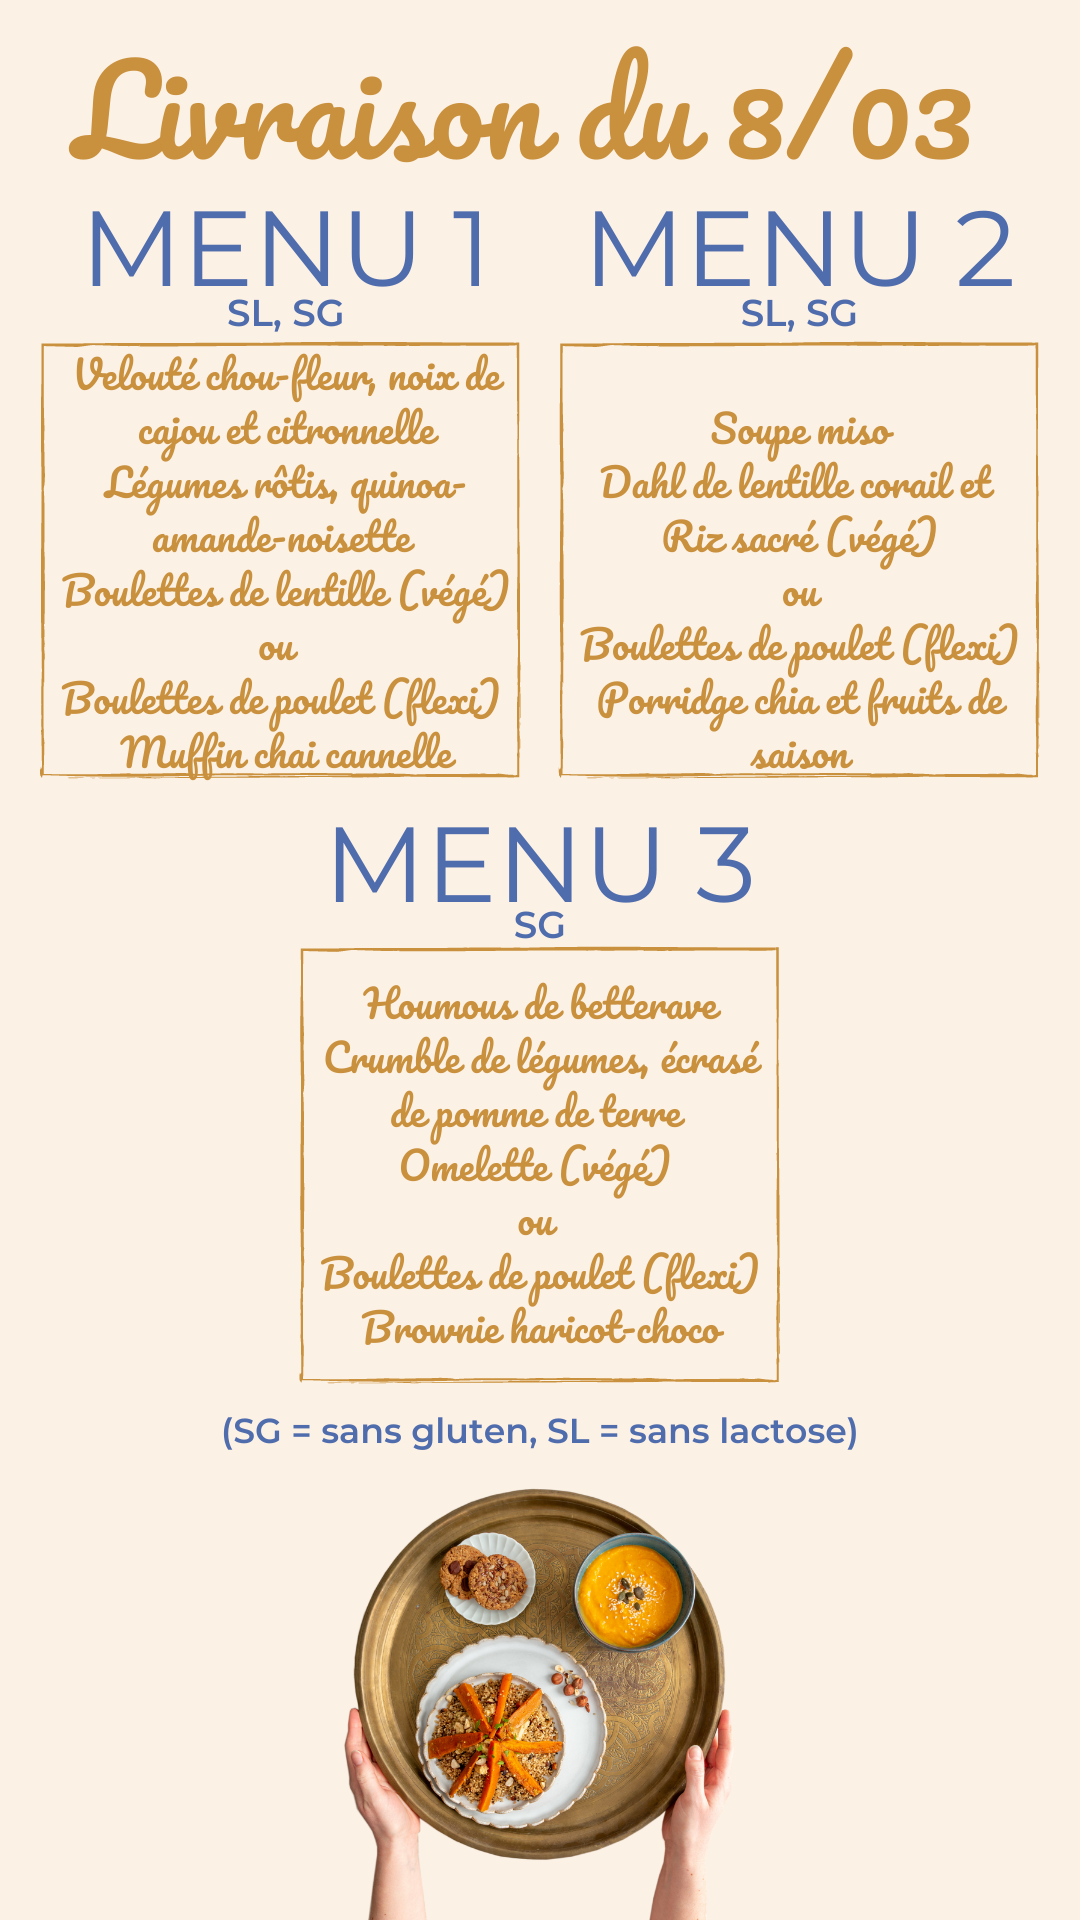 Livraison du 8/03
MENU 1
SL, SG
Velouté chou-fleur, noix de
cajou et citronnelle
Légumes rôtis, quinoa-
amande-noisette
Boulettes de lentille (végé)
ou
Boulettes de poulet (flexi)
Muffin chai cannelle
MENU 2
SL, SG
Soupe miso
Dahl de lentille corail et
Riz sacré (végé)
ou
Boulettes de poulet (flexi)
Porridge chia et fruits de
saison
MENU 3
SG
Houmous de betterave
Crumble de légumes, écrasé
de pomme de terre
Omelette (végé)
ou
Boulettes de poulet (flexi)
Brownie haricot-choco
(SG = sans gluten, SL = sans lactose)